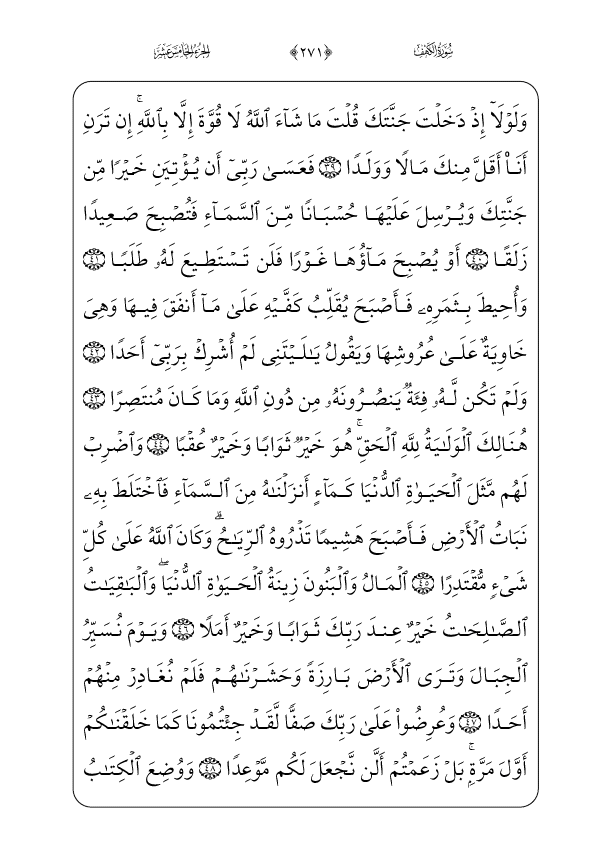 سُورَةُ الكَهْفِ ﴿٢٧١﴾ الجُزءُ الخَامِسَ عَشَرَ
وَلَوۡلَآ إِذۡ دَخَلۡتَ جَنَّتَكَ قُلۡتَ مَا شَآءَ ٱللَّهُ لَا قُوَّةَ إِلَّا بِٱللَّهِۚ إِن تَرَنِ
أَنَا۠ أَقَلَّ مِنكَ مَالٗا وَوَلَدٗا ٣٩ فَعَسَىٰ رَبِّيٓ أَن يُؤۡتِيَنِ خَيۡرٗا مِّن
جَنَّتِكَ وَيُرۡسِلَ عَلَيۡهَا حُسۡبَانٗا مِّنَ ٱلسَّمَآءِ فَتُصۡبِحَ صَعِيدٗا
زَلَقًا ٤٠ أَوۡ يُصۡبِحَ مَآؤُهَا غَوۡرٗا فَلَن تَسۡتَطِيعَ لَهُۥ طَلَبٗا ٤١
وَأُحِيطَ بِثَمَرِهِۦ فَأَصۡبَحَ يُقَلِّبُ كَفَّيۡهِ عَلَىٰ مَآ أَنفَقَ فِيهَا وَهِيَ
خَاوِيَةٌ عَلَىٰ عُرُوشِهَا وَيَقُولُ يَٰلَيۡتَنِي لَمۡ أُشۡرِكۡ بِرَبِّيٓ أَحَدٗا ٤٢
وَلَمۡ تَكُن لَّهُۥ فِئَةٞ يَنصُرُونَهُۥ مِن دُونِ ٱللَّهِ وَمَا كَانَ مُنتَصِرًا ٤٣
هُنَالِكَ ٱلۡوَلَٰيَةُ لِلَّهِ ٱلۡحَقِّۚ هُوَ خَيۡرٞ ثَوَابٗا وَخَيۡرٌ عُقۡبٗا ٤٤ وَٱضۡرِبۡ
لَهُم مَّثَلَ ٱلۡحَيَوٰةِ ٱلدُّنۡيَا كَمَآءٍ أَنزَلۡنَٰهُ مِنَ ٱلسَّمَآءِ فَٱخۡتَلَطَ بِهِۦ
نَبَاتُ ٱلۡأَرۡضِ فَأَصۡبَحَ هَشِيمٗا تَذۡرُوهُ ٱلرِّيَٰحُۗ وَكَانَ ٱللَّهُ عَلَىٰ كُلِّ
شَيۡءٖ مُّقۡتَدِرًا ٤٥ ٱلۡمَالُ وَٱلۡبَنُونَ زِينَةُ ٱلۡحَيَوٰةِ ٱلدُّنۡيَاۖ وَٱلۡبَٰقِيَٰتُ
ٱلصَّٰلِحَٰتُ خَيۡرٌ عِندَ رَبِّكَ ثَوَابٗا وَخَيۡرٌ أَمَلٗا ٤٦ وَيَوۡمَ نُسَيِّرُ
ٱلۡجِبَالَ وَتَرَى ٱلۡأَرۡضَ بَارِزَةٗ وَحَشَرۡنَٰهُمۡ فَلَمۡ نُغَادِرۡ مِنۡهُمۡ
أَحَدٗا ٤٧ وَعُرِضُواْ عَلَىٰ رَبِّكَ صَفّٗا لَّقَدۡ جِئۡتُمُونَا كَمَا خَلَقۡنَٰكُمۡ
أَوَّلَ مَرَّةِۭۚ بَلۡ زَعَمۡتُمۡ أَلَّن نَّجۡعَلَ لَكُم مَّوۡعِدٗا ٤٨ وَوُضِعَ ٱلۡكِتَٰبُ